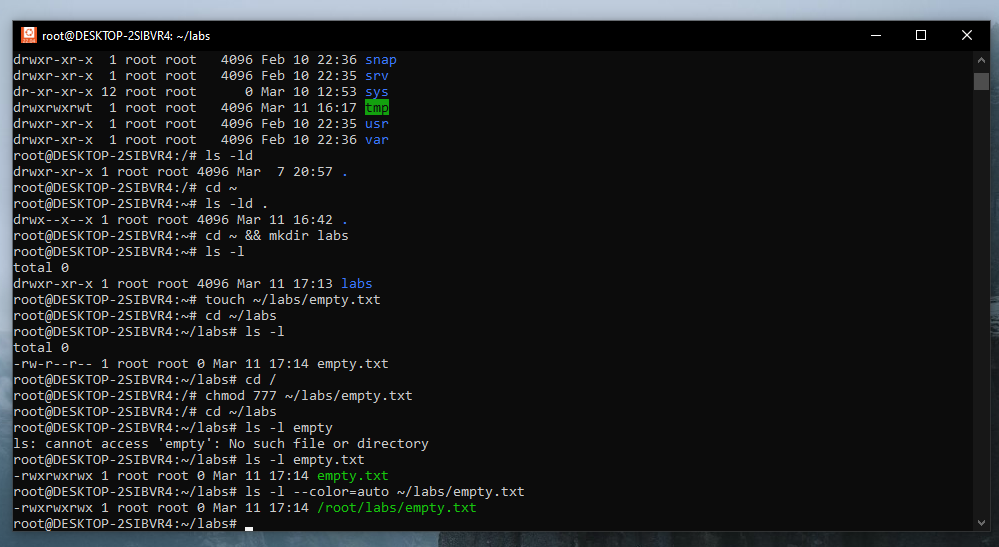 root@DESKTOP-2SIBVR4: ~/labs
drwxr-xr-x  1 root root   4096 Feb 10 22:36 snap
drwxr-xr-x  1 root root   4096 Feb 10 22:35 srv
dr-xr-xr-x 12 root root      0 Mar 10 12:53 sys
drwxrwxrwt  1 root root   4096 Mar 11 16:17 tmp
drwxr-xr-x  1 root root   4096 Feb 10 22:35 usr
drwxr-xr-x  1 root root   4096 Feb 10 22:36 var
root@DESKTOP-2SIBVR4:/# ls -ld
drwxr-xr-x 1 root root 4096 Mar  7 20:57 .
root@DESKTOP-2SIBVR4:/# cd ~
root@DESKTOP-2SIBVR4:~# ls -ld .
drwx--x--x 1 root root 4096 Mar 11 16:42 .
root@DESKTOP-2SIBVR4:~# cd ~ && mkdir labs
root@DESKTOP-2SIBVR4:~# ls -l
total 0
drwxr-xr-x 1 root root 4096 Mar 11 17:13 labs
root@DESKTOP-2SIBVR4:~# touch ~/labs/empty.txt
root@DESKTOP-2SIBVR4:~# cd ~/labs
root@DESKTOP-2SIBVR4:~/labs# ls -l
total 0
-rw-r--r-- 1 root root 0 Mar 11 17:14 empty.txt
root@DESKTOP-2SIBVR4:~/labs# cd /
root@DESKTOP-2SIBVR4:/# chmod 777 ~/labs/empty.txt
root@DESKTOP-2SIBVR4:/# cd ~/labs
root@DESKTOP-2SIBVR4:~/labs# ls -l empty
ls: cannot access 'empty': No such file or directory
root@DESKTOP-2SIBVR4:~/labs# ls -l empty.txt
-rwxrwxrwx 1 root root 0 Mar 11 17:14 empty.txt
root@DESKTOP-2SIBVR4:~/labs# ls -l --color=auto ~/labs/empty.txt
-rwxrwxrwx 1 root root 0 Mar 11 17:14 /root/labs/empty.txt
root@DESKTOP-2SIBVR4:~/labs#